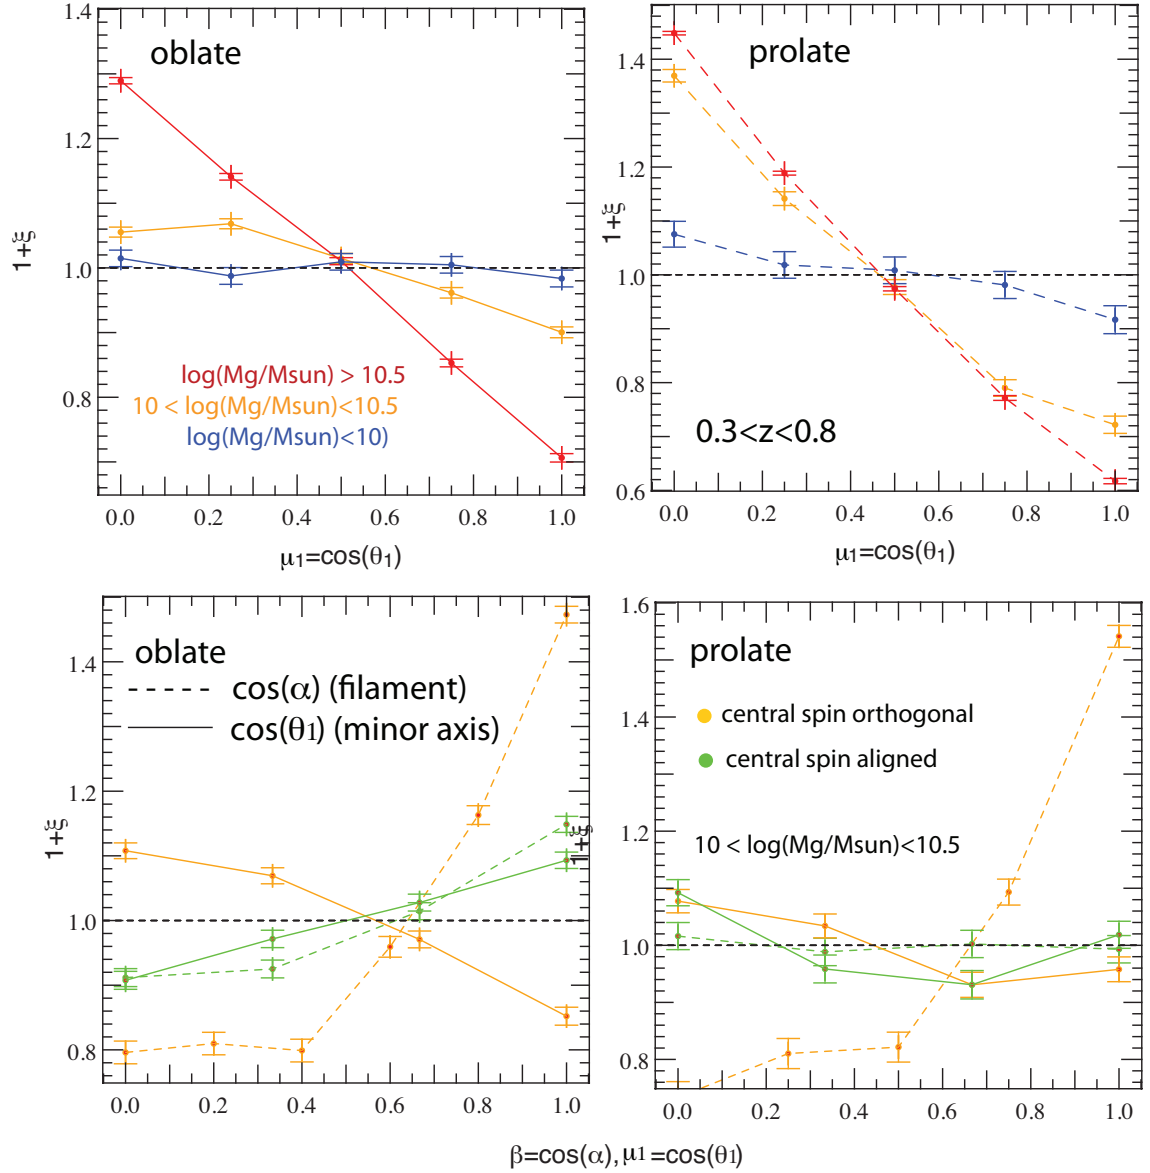 1.4
1.2
1.0
0.8
0.0
0.2
0.4
0.6
0.8
1.0
1+ξ
μ1=cos(θ1)
oblate
log(Mg/Msun) > 10.5
10 < log(Mg/Msun)<10.5
log(Mg/Msun)<10)
1.4
1.2
1.0
0.8
0.6
0.0
0.2
0.4
0.6
0.8
1.0
1+ξ
μ1=cos(θ1)
prolate
0.3<z<0.8
1.4
1.2
1.0
0.8
0.0
0.2
0.4
0.6
0.8
1.0
1+ξ
oblate
cos(α) (filament)
cos(θ1) (minor axis)
1.6
1.4
1.2
1.0
0.8
0.0
0.2
0.4
0.6
0.8
1.0
1+ξ
prolate
central spin orthogonal
central spin aligned
10 < log(Mg/Msun)<10.5
β=cos(α),μ1=cos(θ1)